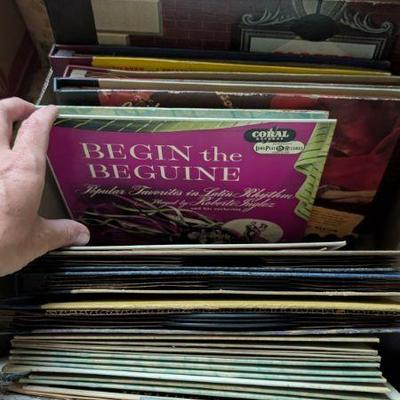 CORAL
RECORDS
LONG PLAY RECORDS
BEGIN the
BEGUINE
Popular Favorites in Latin Rhythm
Played by Roberto Inglez
and his orchestra